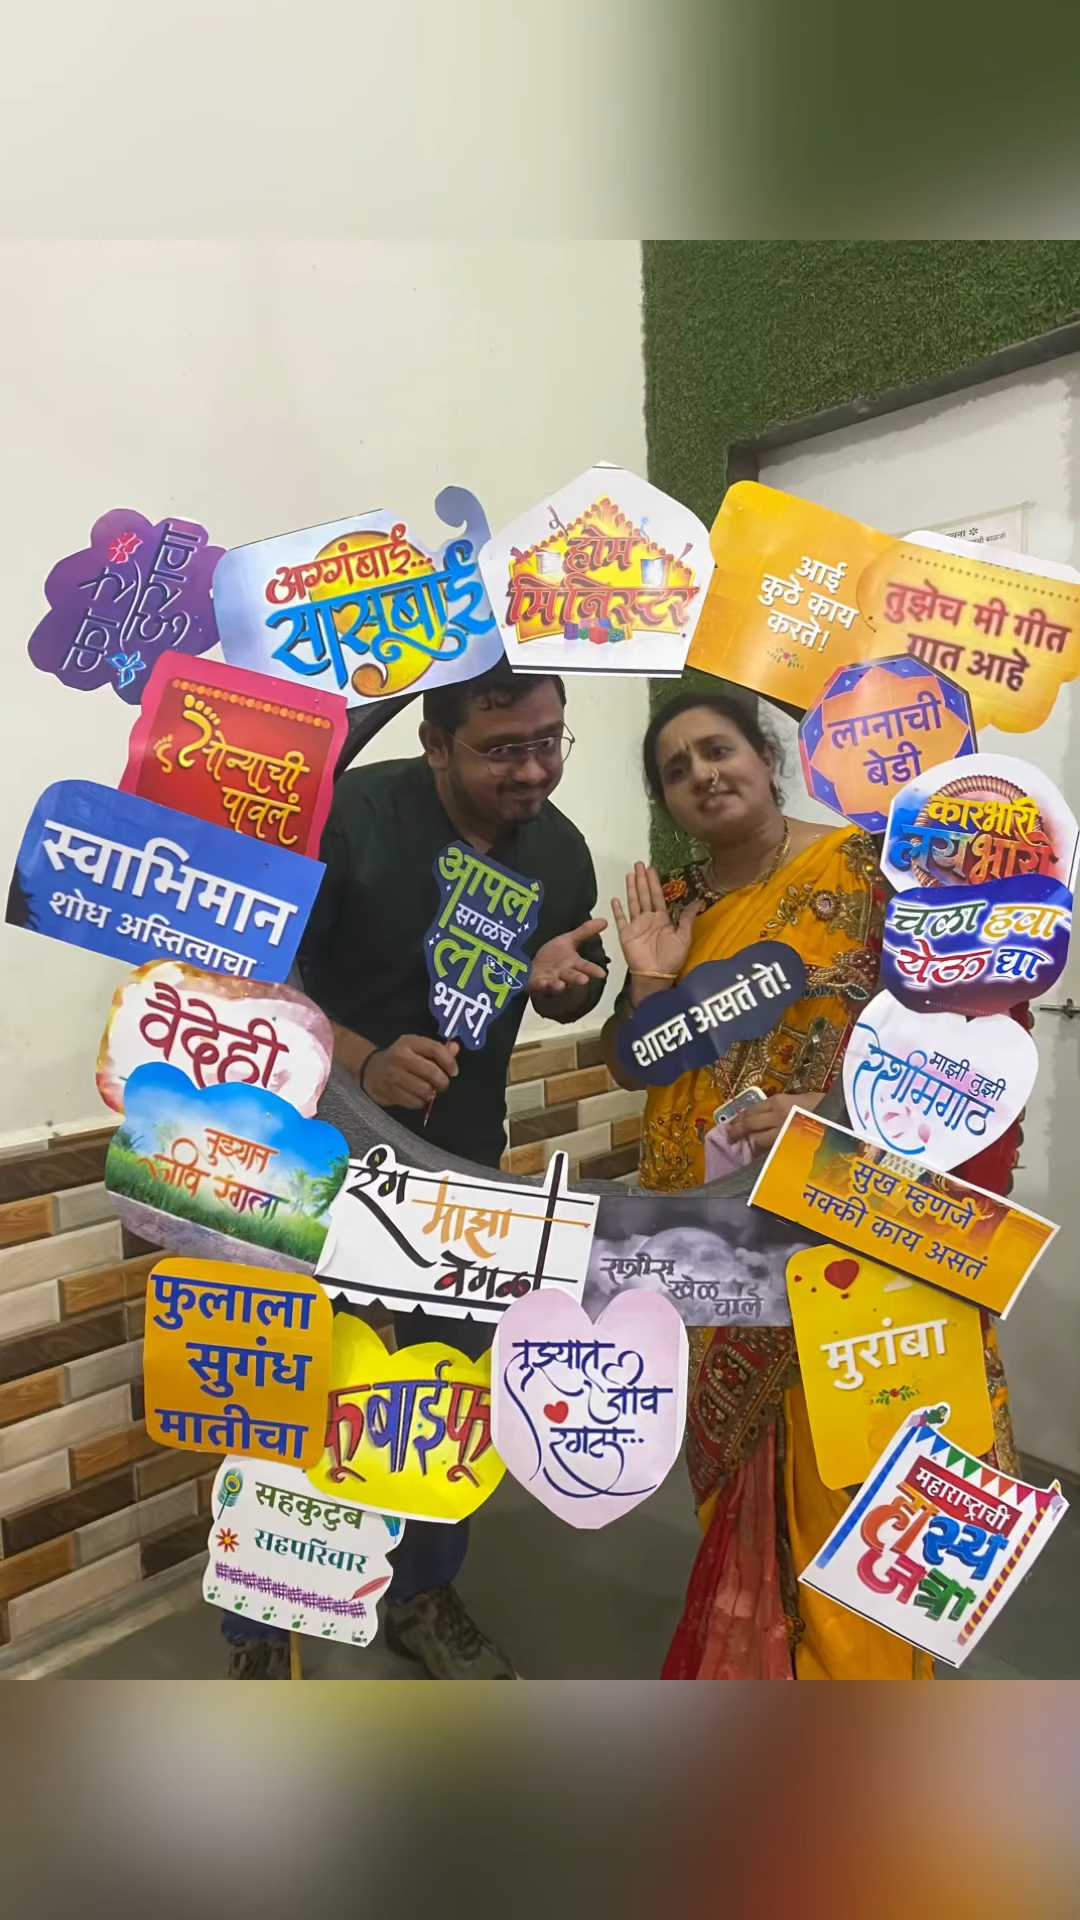 का रे
दुरावा
अग्गंबाई...
सासूबाई
होम
मिनिस्टर
आई
कुठे काय
करते!
तुझेच मी गीत
गात आहे
सोन्याची
पावलं
लग्नाची
बेडी
कारभारी
लयभारी
स्वाभिमान
शोध अस्तित्वाचा
आपलं
सगळंच
लय
भारी
चला हवा
येऊ द्या
शास्त्र असतं ते!
वैदेही
माझी तुझी
रेशीमगाठ
तुझ्यात
जीव रंगला
सुख म्हणजे
नक्की काय असतं
रंग
माझा
वेगळा
रात्रीस
खेळ
चाले
फुलाला
सुगंध
मातीचा
फू बाई फू
तुझ्यात
जीव
रंगला...
मुरांबा
सहकुटुंब
सहपरिवार
महाराष्ट्राची
हास्य
जत्रा